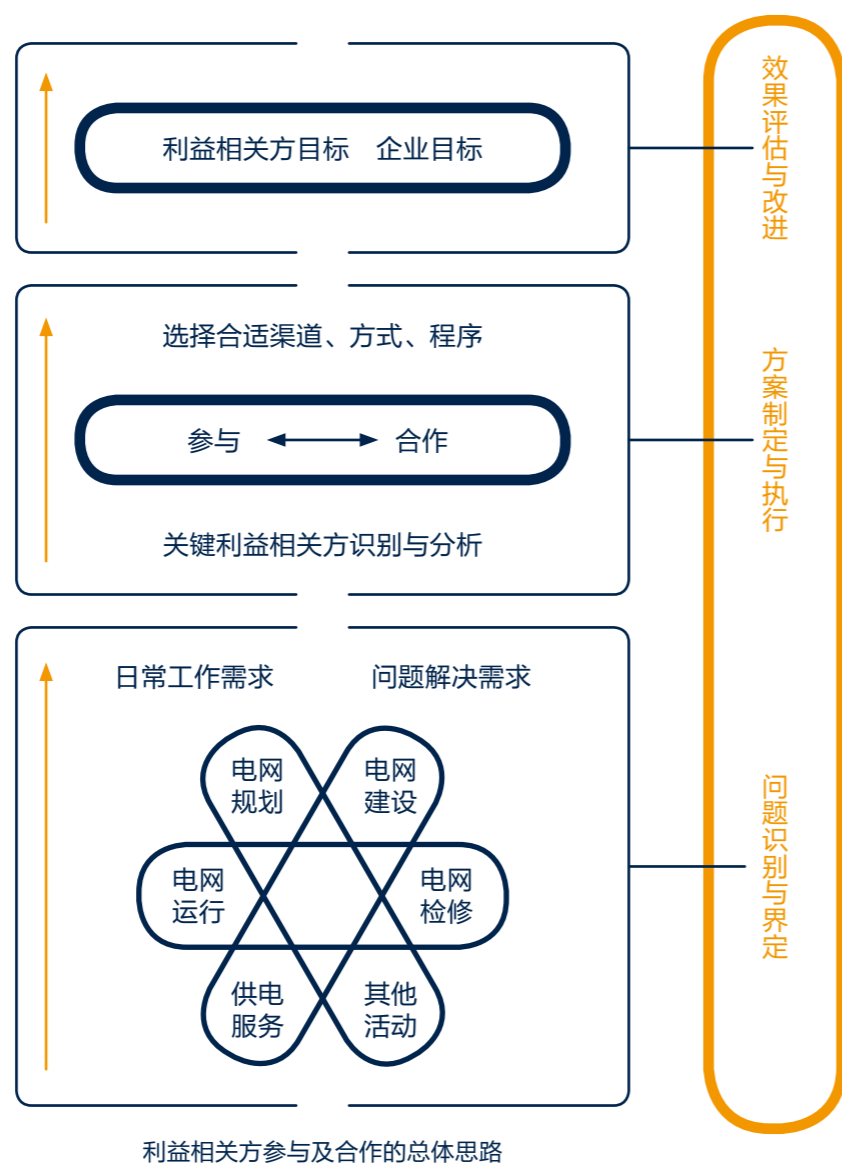 利益相关方目标 企业目标
效果评估与改进
选择合适渠道、方式、程序
参与 合作
关键利益相关方识别与分析
方案制定与执行
日常工作需求 问题解决需求
电网
规划
电网
建设
电网
运行
电网
检修
供电
服务
其他
活动
问题识别与界定
利益相关方参与及合作的总体思路